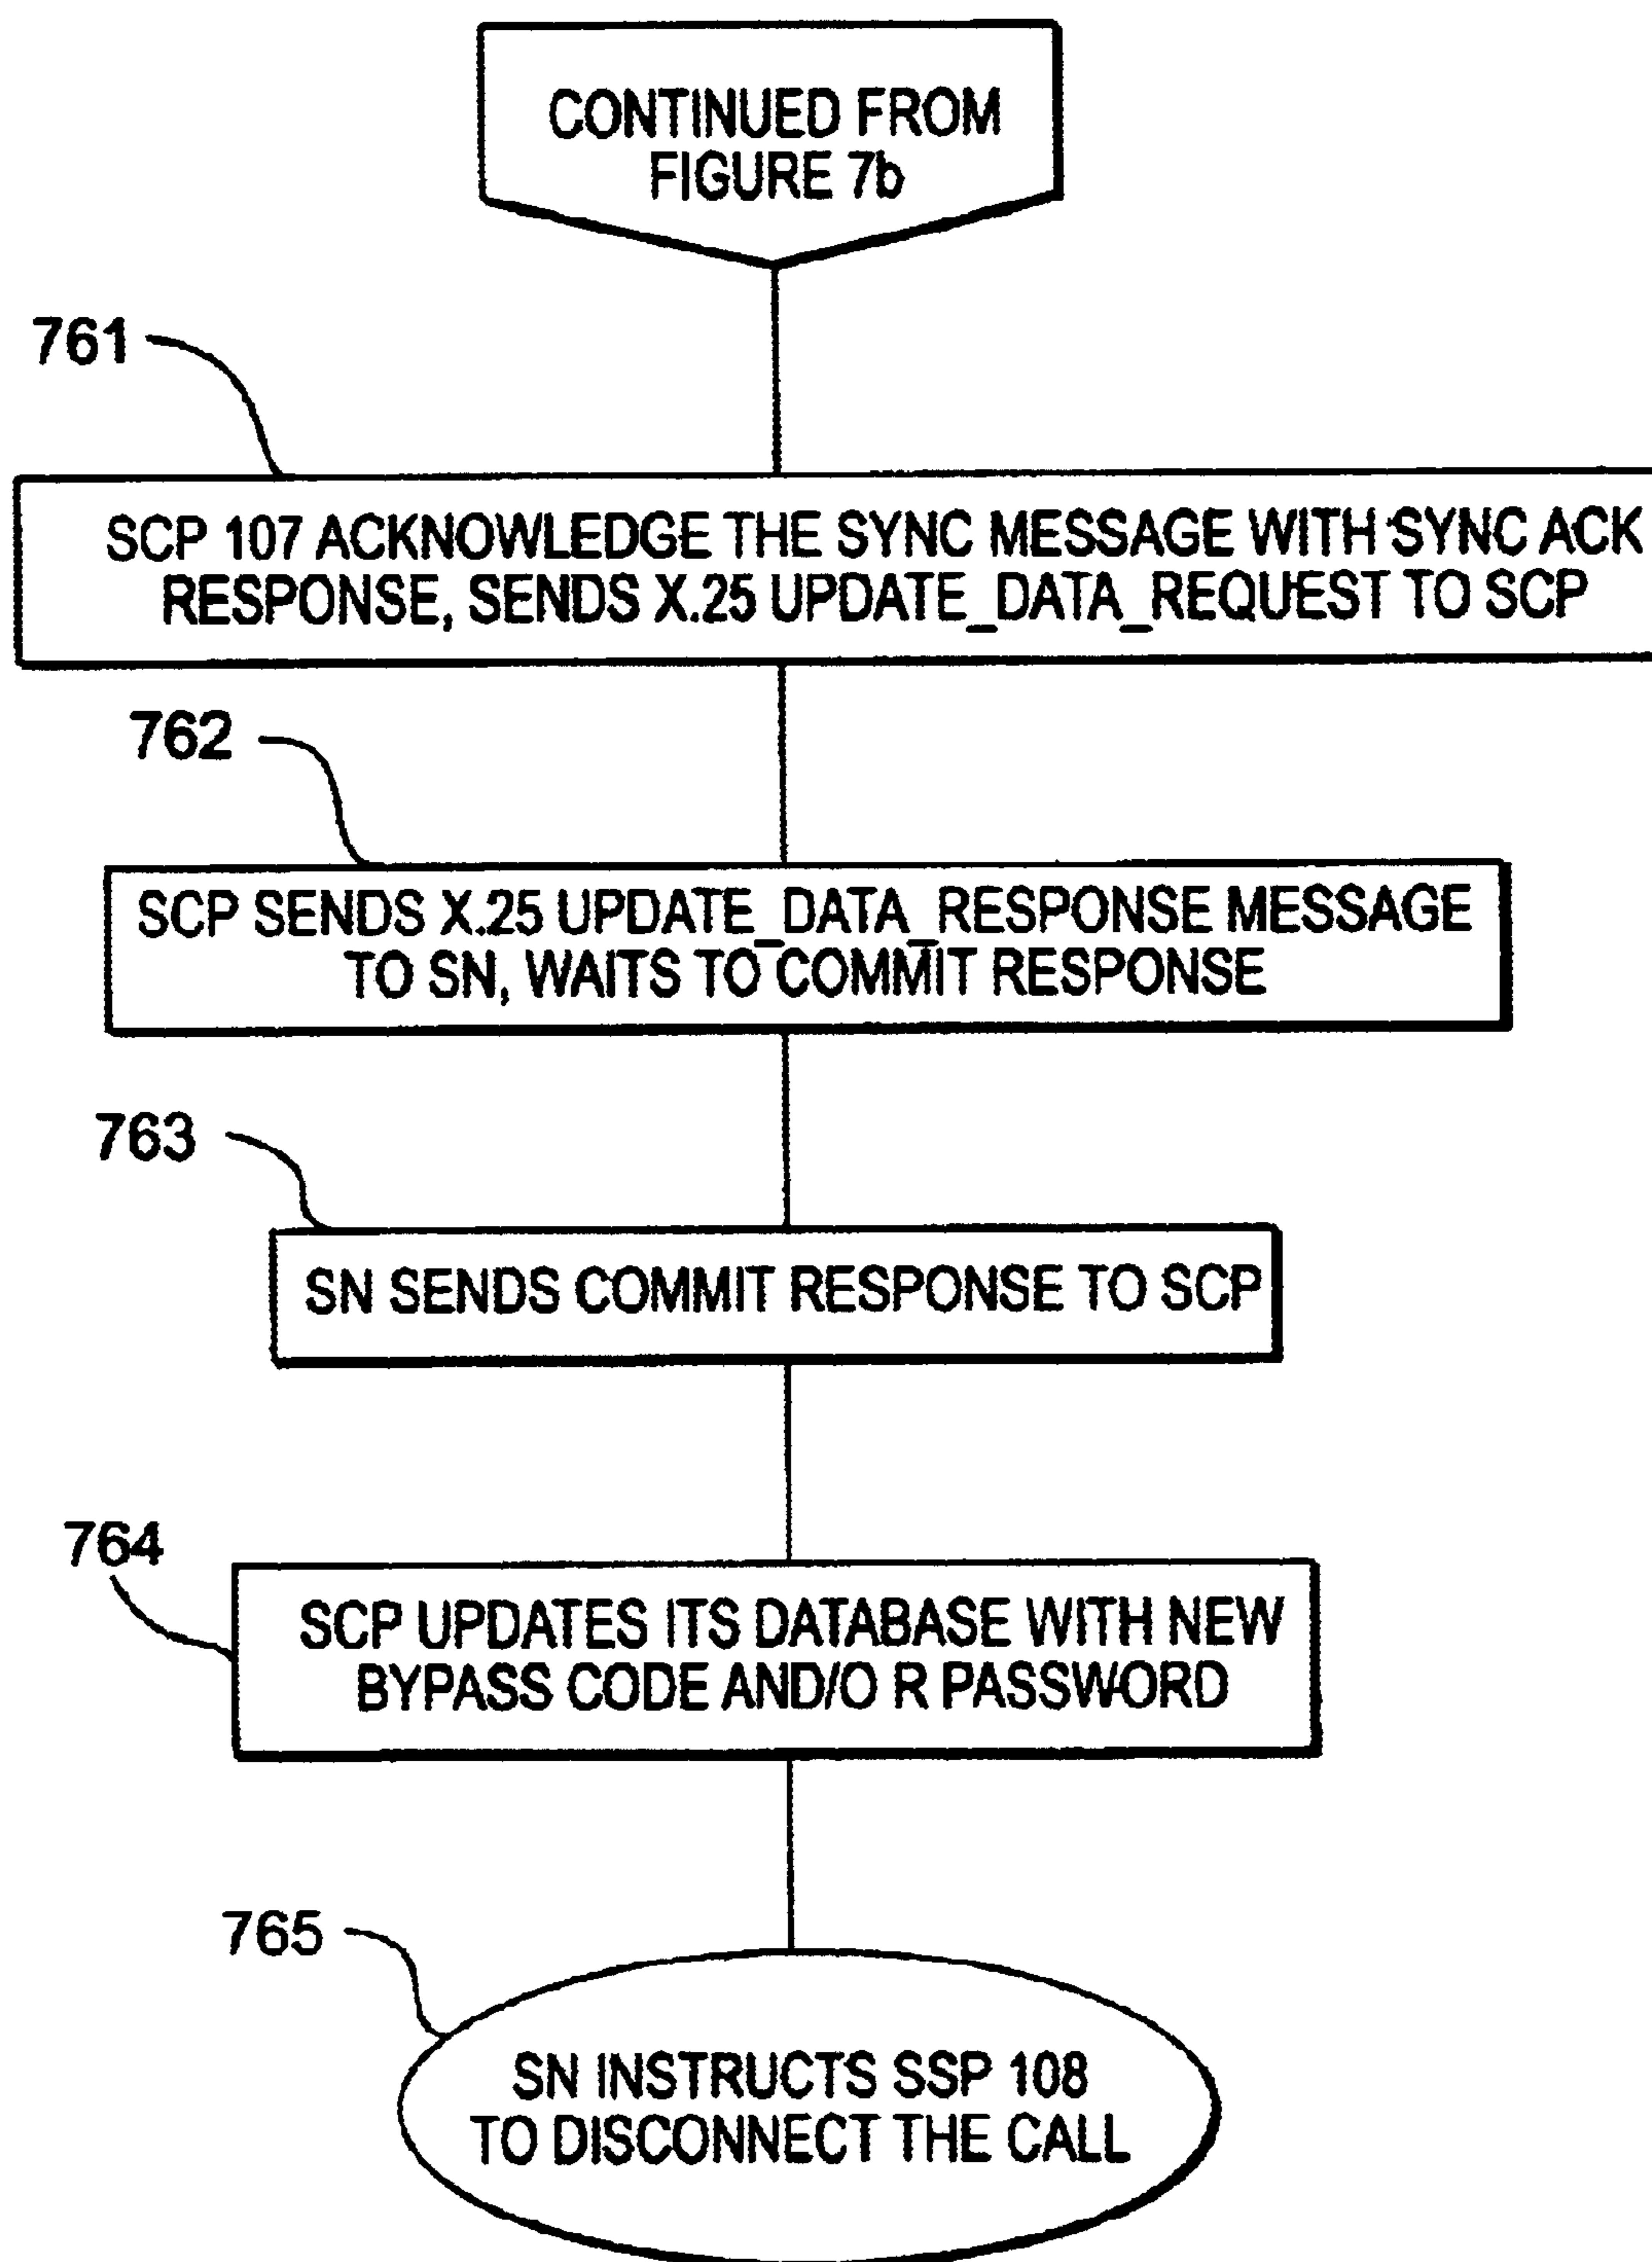 CONTINUED FROM
FIGURE 7b
761
SCP 107 ACKNOWLEDGE THE SYNC MESSAGE WITH SYNC ACK
RESPONSE, SENDS X.25 UPDATE_DATA_REQUEST TO SCP
762
SCP SENDS X.25 UPDATE_DATA_RESPONSE MESSAGE
TO SN, WAITS TO COMMIT RESPONSE
763
SN SENDS COMMIT RESPONSE TO SCP
764
SCP UPDATES ITS DATABASE WITH NEW
BYPASS CODE AND/O R PASSWORD
765
SN INSTRUCTS SSP 108
TO DISCONNECT THE CALL